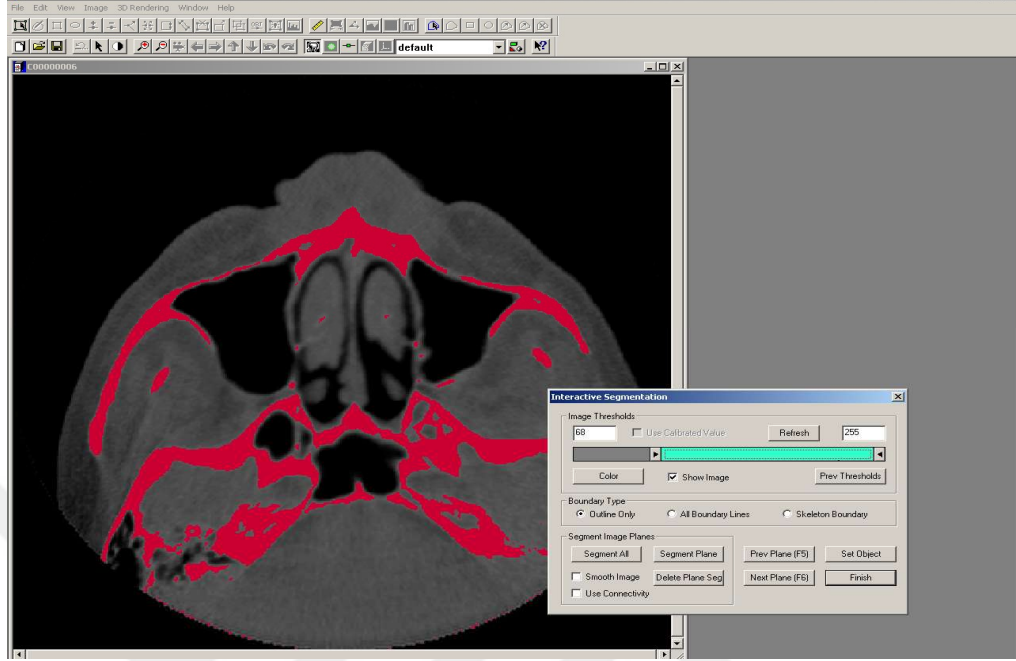 File Edit View Image 3D Rendering Window Help
default
C00000006
Interactive Segmentation
Image Thresholds
68 Use Calibrated Value Refresh 255
Color Show Image Prev Thresholds
Boundary Type
Outline Only All Boundary Lines Skeleton Boundary
Segment Image Planes
Segment All Segment Plane Prev Plane (F5) Set Object
Smooth Image Delete Plane Seg Next Plane (F6) Finish
Use Connectivity